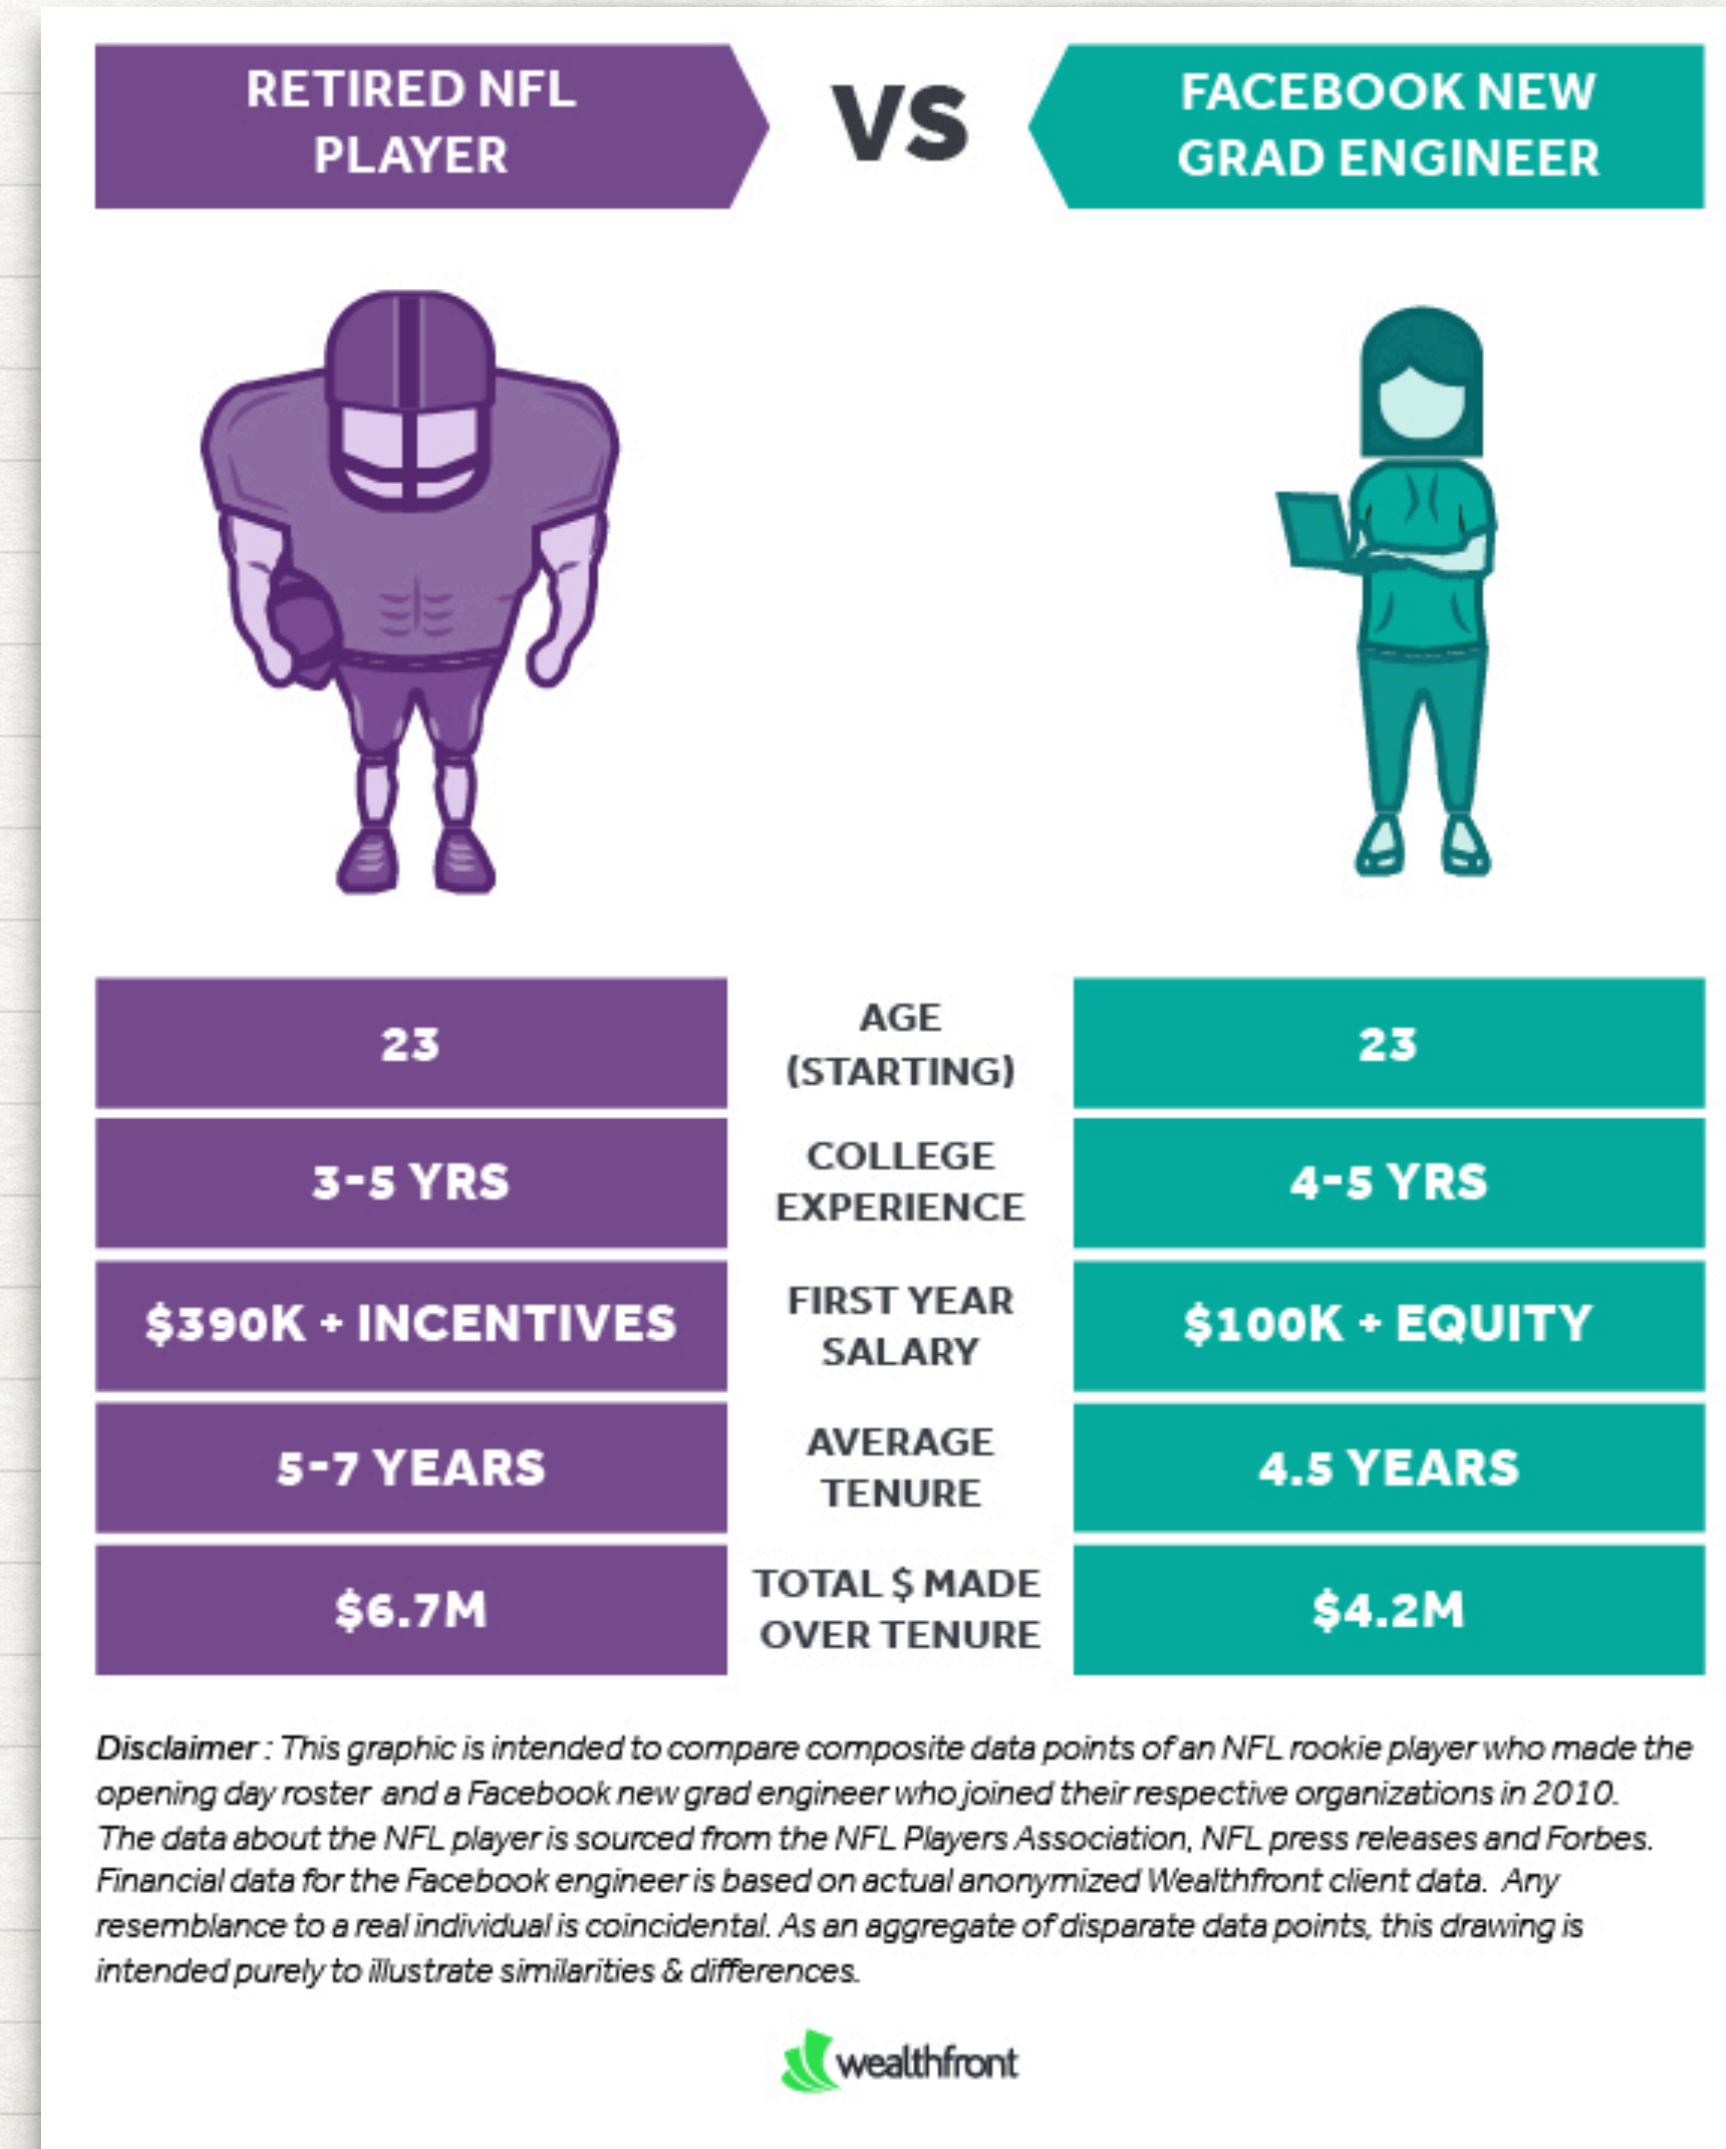 RETIRED NFL
PLAYER
VS
FACEBOOK NEW
GRAD ENGINEER
23
AGE
(STARTING)
23
3-5 YRS
COLLEGE
EXPERIENCE
4-5 YRS
$390K + INCENTIVES
FIRST YEAR
SALARY
$100K + EQUITY
5-7 YEARS
AVERAGE
TENURE
4.5 YEARS
$6.7M
TOTAL $ MADE
OVER TENURE
$4.2M
Disclaimer : This graphic is intended to compare composite data points of an NFL rookie player who made the
opening day roster and a Facebook new grad engineer who joined their respective organizations in 2010.
The data about the NFL player is sourced from the NFL Players Association, NFL press releases and Forbes.
Financial data for the Facebook engineer is based on actual anonymized Wealthfront client data. Any
resemblance to a real individual is coincidental. As an aggregate of disparate data points, this drawing is
intended purely to illustrate similarities & differences.
wealthfront